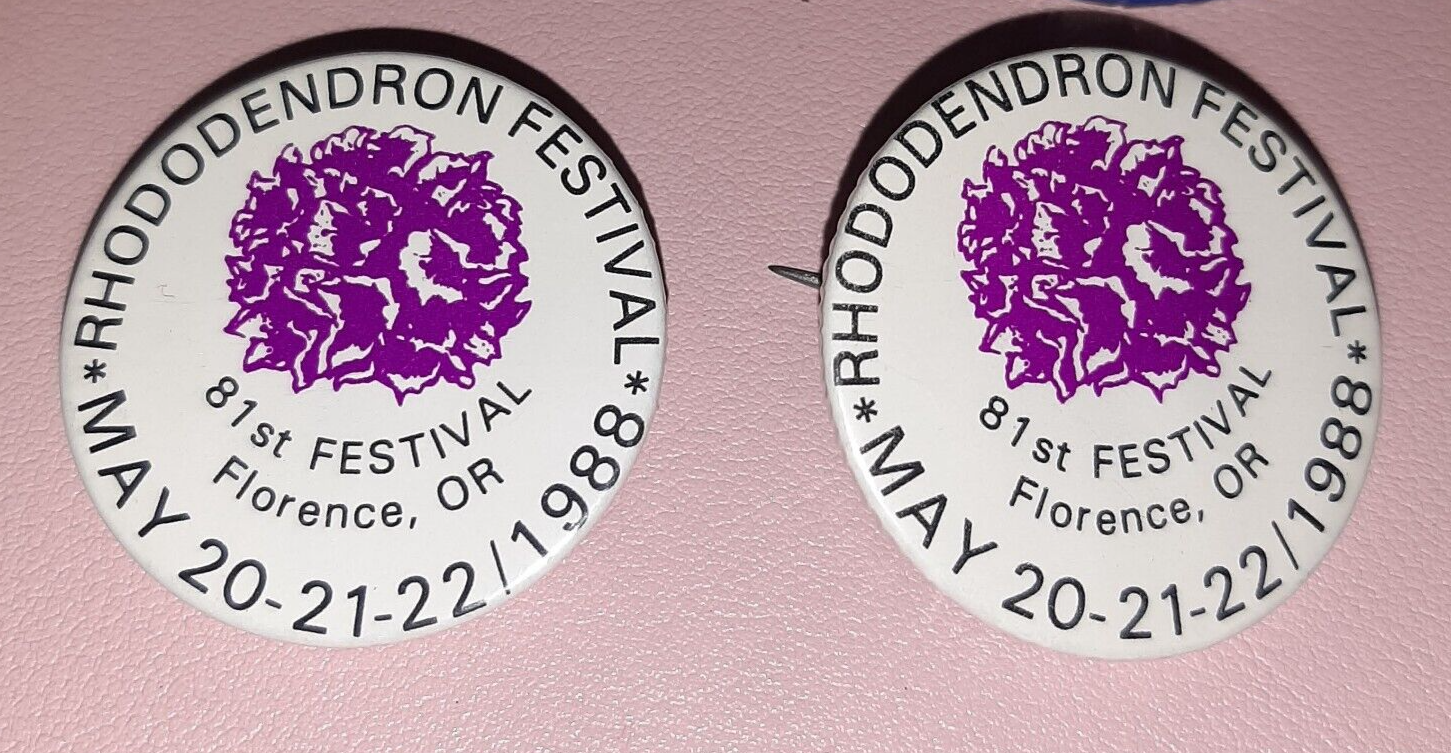 *RHODODENDRON FESTIVAL*
81st FESTIVAL
Florence, OR
MAY 20-21-22/1988
*RHODODENDRON FESTIVAL*
81st FESTIVAL
Florence, OR
MAY 20-21-22/1988